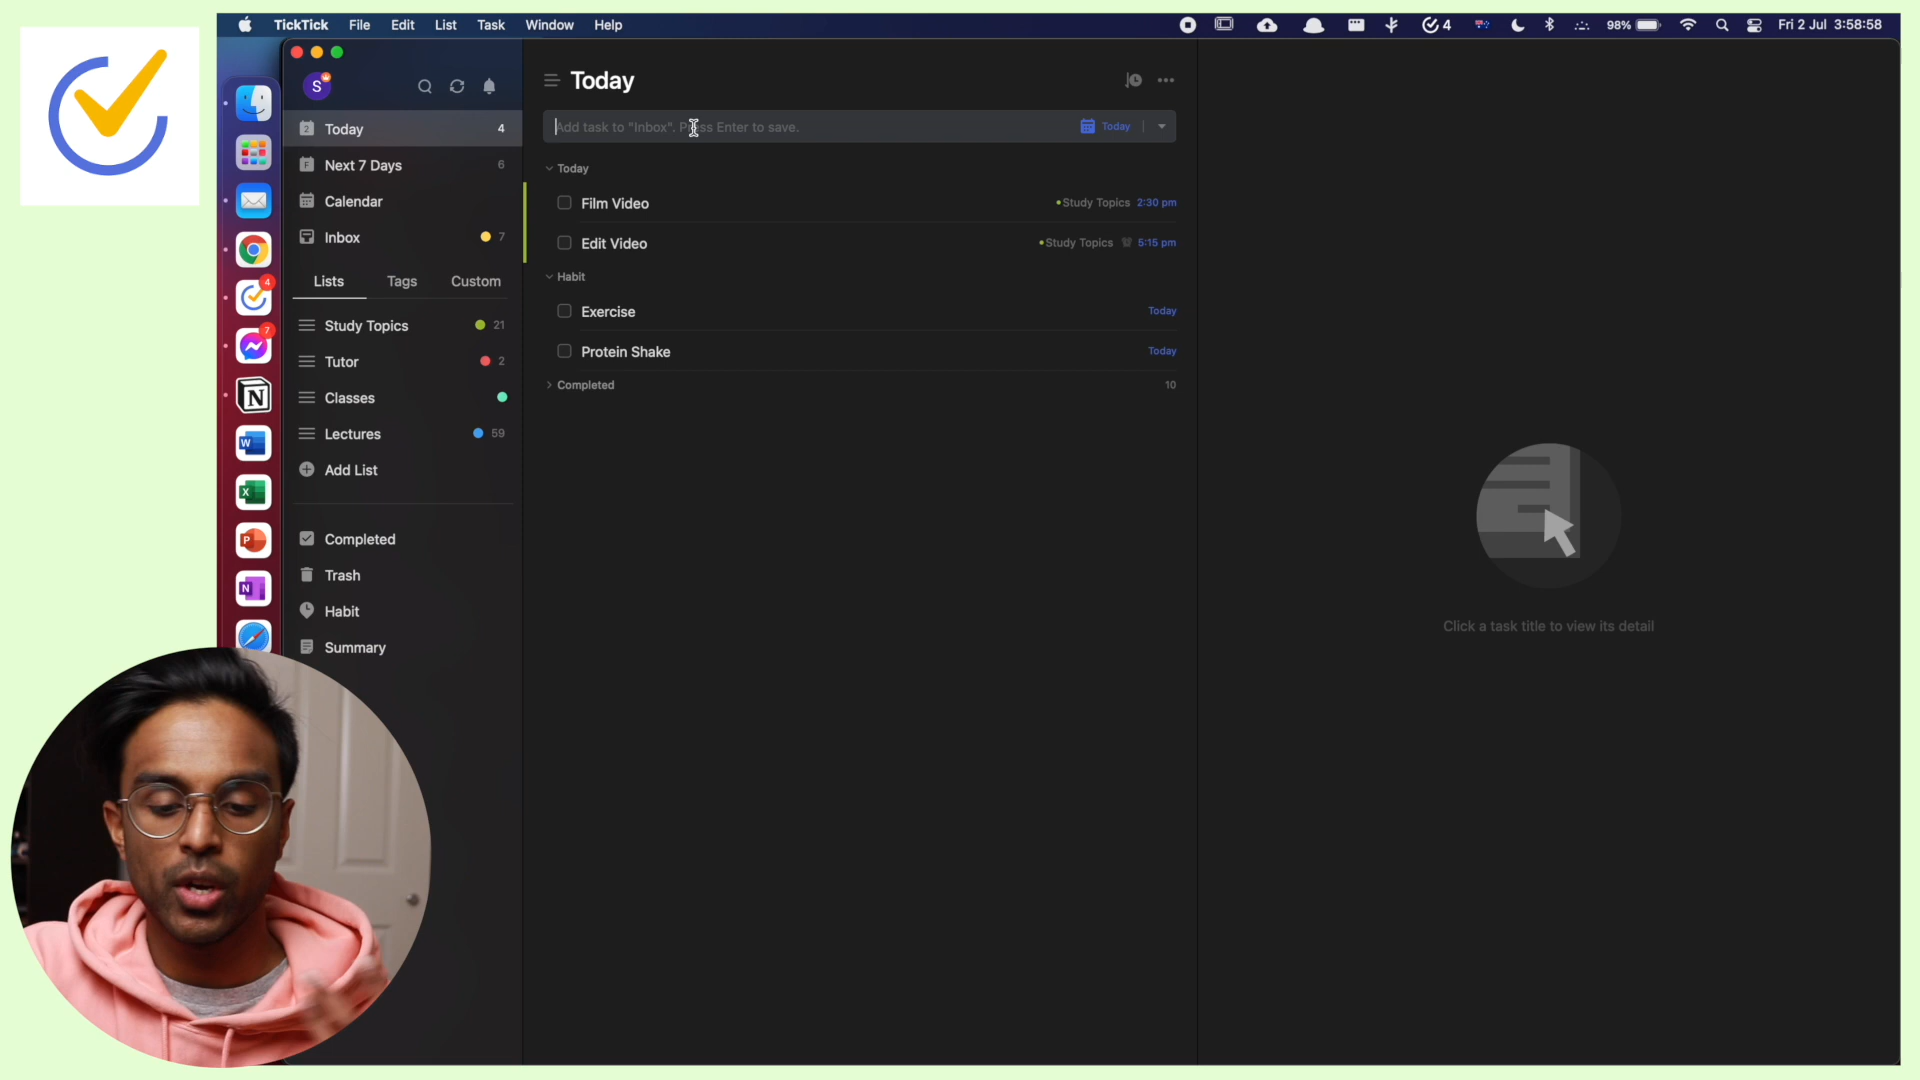 TickTick File Edit List Task Window Help
4 98% Fri 2 Jul 3:58:58
S
Today 4
Next 7 Days 6
Calendar
Inbox 7
Lists Tags Custom
Study Topics 21
Tutor 2
Classes
Lectures 59
Add List
Completed
Trash
Habit
Summary
Today
Add task to "Inbox". Press Enter to save. Today
Today
Film Video Study Topics 2:30 pm
Edit Video Study Topics 5:15 pm
Habit
Exercise Today
Protein Shake Today
Completed 10
Click a task title to view its detail
4
7
N
W
X
P
N